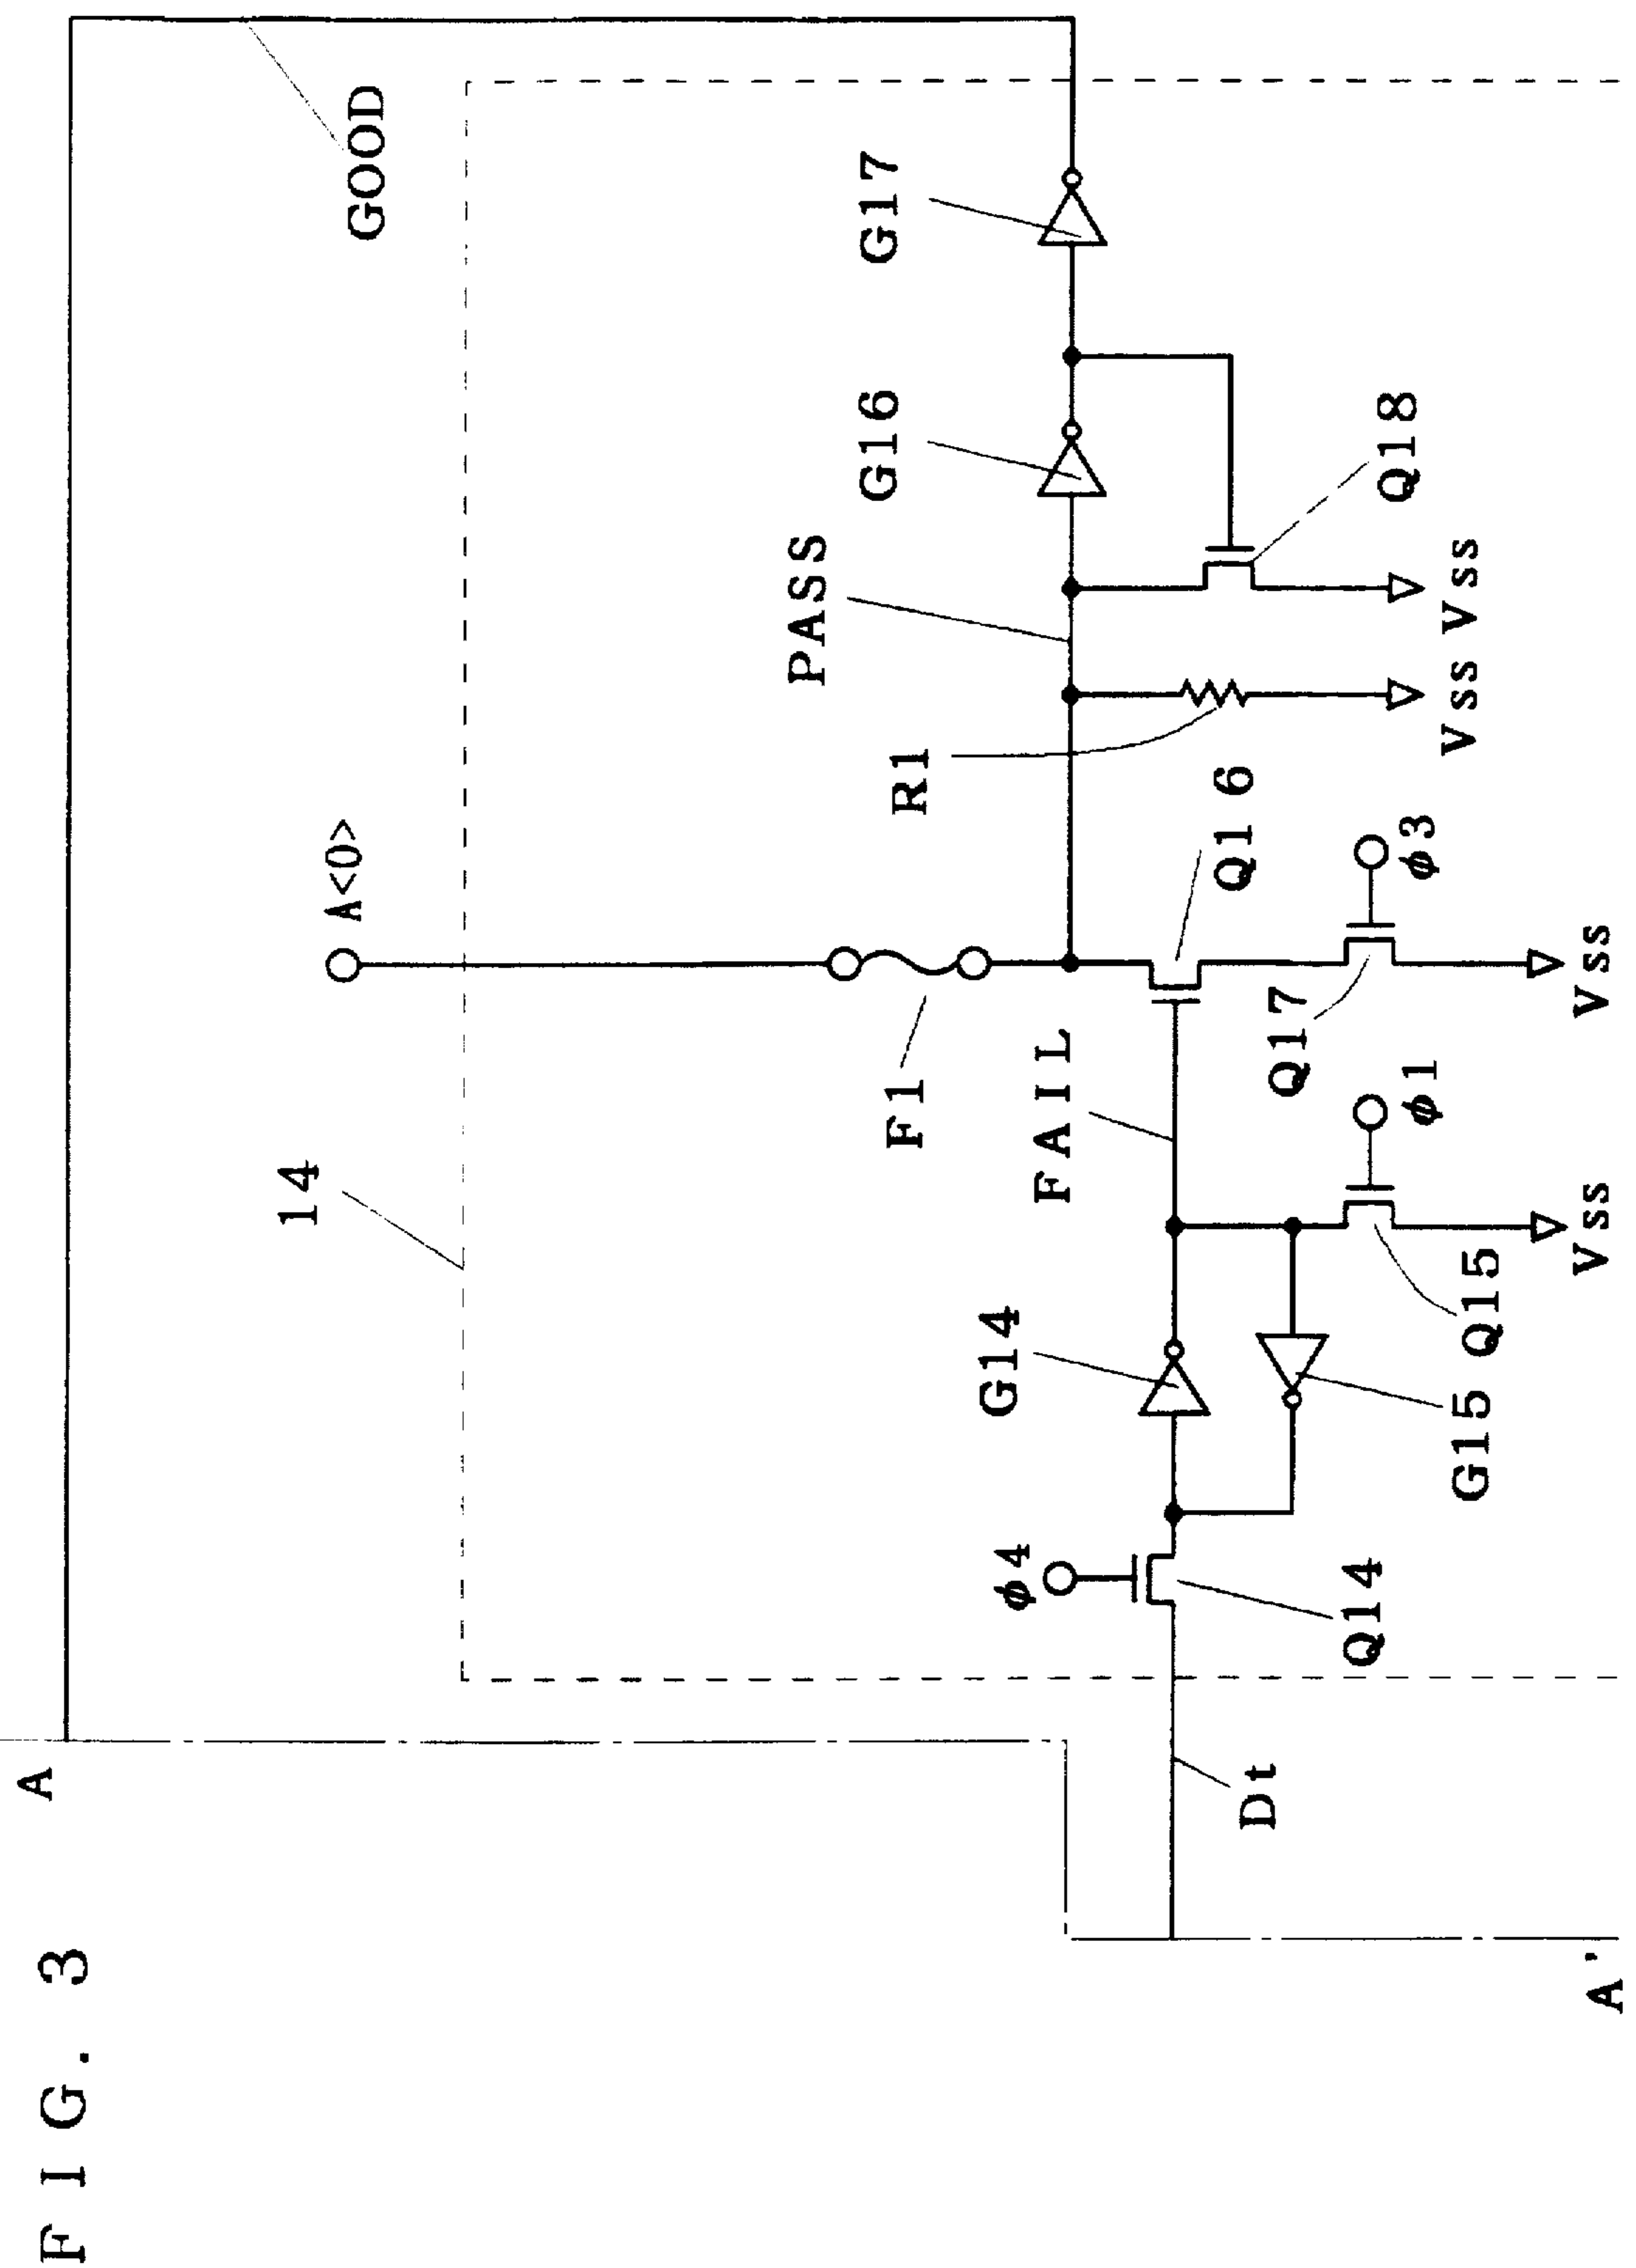 FIG. 3
A
GOOD
14
A<0>
F1
PASS
G17
G16
R1
FAIL
G14
φ4
Q16
Q18
Q17
Dt
Q14
φ3
φ1
G15
Q15
Vss
Vss
Vss
Vss
A'